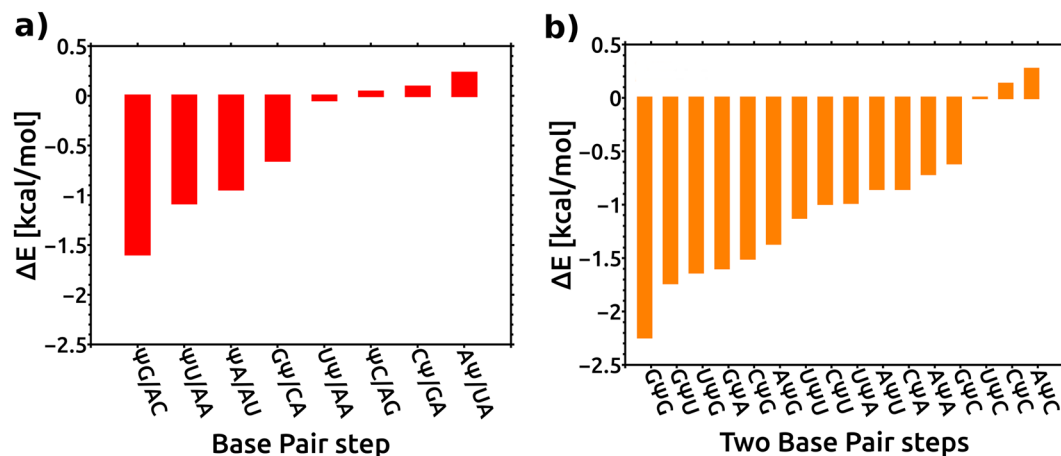 a)
ΔE [kcal/mol]
0.5
0
−0.5
−1
−1.5
−2
−2.5
ΨG/AC
ΨU/AA
ΨA/AU
GΨ/CA
UΨ/AA
ΨC/AG
CΨ/GA
AΨ/UA
Base Pair step
b)
ΔE [kcal/mol]
0.5
0
−0.5
−1
−1.5
−2
−2.5
GΨG
GΨU
UΨG
GΨA
CΨG
AΨG
UΨU
CΨU
UΨA
AΨU
CΨA
AΨA
GΨC
UΨC
CΨC
AΨC
Two Base Pair steps